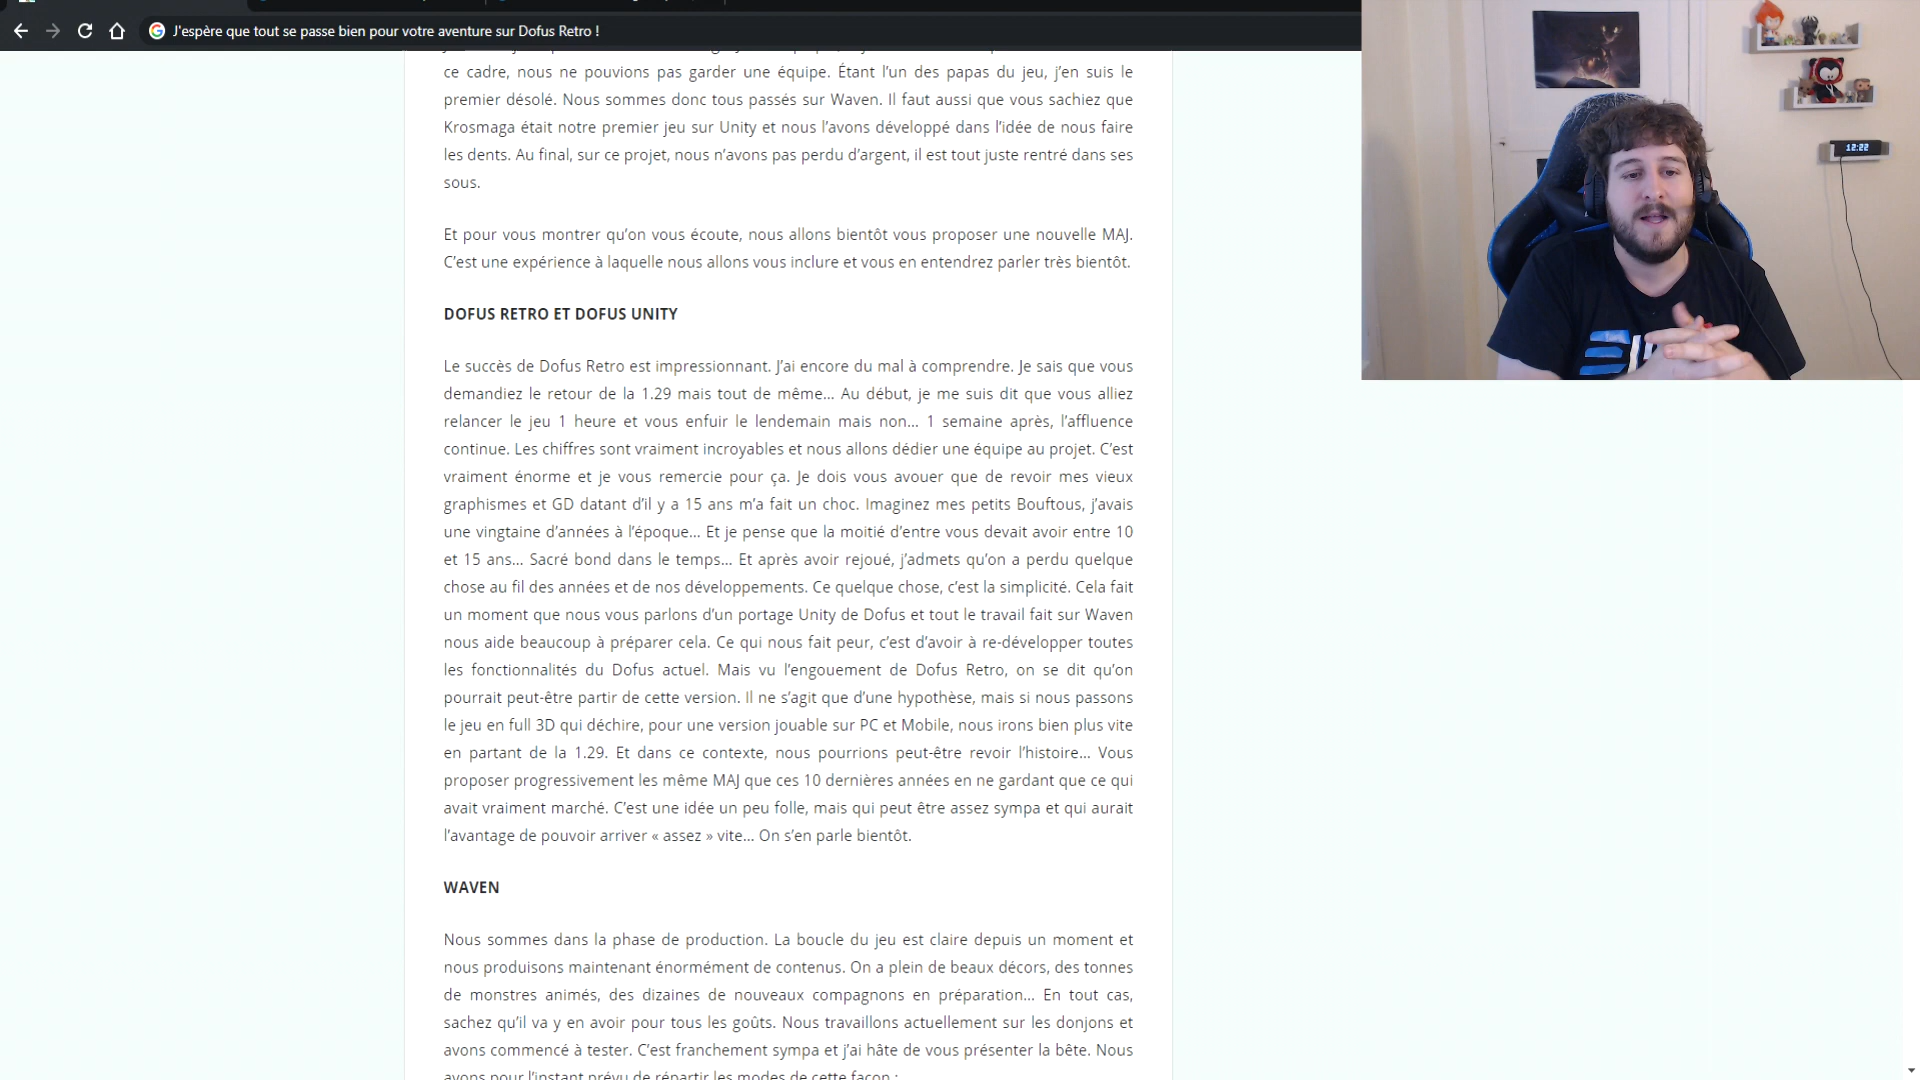 J'espère que tout se passe bien pour votre aventure sur Dofus Retro !
ce cadre, nous ne pouvions pas garder une équipe. Étant l’un des papas du jeu, j’en suis le
premier désolé. Nous sommes donc tous passés sur Waven. Il faut aussi que vous sachiez que
Krosmaga était notre premier jeu sur Unity et nous l’avons développé dans l’idée de nous faire
les dents. Au final, sur ce projet, nous n’avons pas perdu d’argent, il est tout juste rentré dans ses
sous.
Et pour vous montrer qu’on vous écoute, nous allons bientôt vous proposer une nouvelle MAJ.
C’est une expérience à laquelle nous allons vous inclure et vous en entendrez parler très bientôt.
DOFUS RETRO ET DOFUS UNITY
Le succès de Dofus Retro est impressionnant. J’ai encore du mal à comprendre. Je sais que vous
demandiez le retour de la 1.29 mais tout de même… Au début, je me suis dit que vous alliez
relancer le jeu 1 heure et vous enfuir le lendemain mais non… 1 semaine après, l’affluence
continue. Les chiffres sont vraiment incroyables et nous allons dédier une équipe au projet. C’est
vraiment énorme et je vous remercie pour ça. Je dois vous avouer que de revoir mes vieux
graphismes et GD datant d’il y a 15 ans m’a fait un choc. Imaginez mes petits Bouftous, j’avais
une vingtaine d’années à l’époque… Et je pense que la moitié d’entre vous devait avoir entre 10
et 15 ans… Sacré bond dans le temps… Et après avoir rejoué, j’admets qu’on a perdu quelque
chose au fil des années et de nos développements. Ce quelque chose, c’est la simplicité. Cela fait
un moment que nous vous parlons d’un portage Unity de Dofus et tout le travail fait sur Waven
nous aide beaucoup à préparer cela. Ce qui nous fait peur, c’est d’avoir à re-développer toutes
les fonctionnalités du Dofus actuel. Mais vu l’engouement de Dofus Retro, on se dit qu’on
pourrait peut-être partir de cette version. Il ne s’agit que d’une hypothèse, mais si nous passons
le jeu en full 3D qui déchire, pour une version jouable sur PC et Mobile, nous irons bien plus vite
en partant de la 1.29. Et dans ce contexte, nous pourrions peut-être revoir l’histoire… Vous
proposer progressivement les même MAJ que ces 10 dernières années en ne gardant que ce qui
avait vraiment marché. C’est une idée un peu folle, mais qui peut être assez sympa et qui aurait
l’avantage de pouvoir arriver « assez » vite… On s’en parle bientôt.
WAVEN
Nous sommes dans la phase de production. La boucle du jeu est claire depuis un moment et
nous produisons maintenant énormément de contenus. On a plein de beaux décors, des tonnes
de monstres animés, des dizaines de nouveaux compagnons en préparation… En tout cas,
sachez qu’il va y en avoir pour tous les goûts. Nous travaillons actuellement sur les donjons et
avons commencé à tester. C’est franchement sympa et j’ai hâte de vous présenter la bête. Nous
avons pour l’instant prévu de répartir les modes de cette façon :
12:22